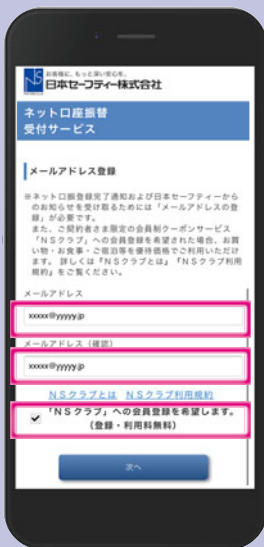 お客様に、もっと深い安心を。
NS 日本セーフティー株式会社
ネット口座振替
受付サービス
メールアドレス登録
※ネット口振登録完了通知および日本セーフティーから
のお知らせを受け取るためには「メールアドレスの登
録」が必要です。
また、ご契約者さま限定の会員制クーポンサービス
「NSクラブ」への会員登録を希望された場合、お買
い物・お食事・ご宿泊等を優待価格でご利用いただけ
ます。 詳しくは『NSクラブとは』『NSクラブ利用
規約』をご覧ください。
メールアドレス
xxxxx@yyyyy.jp
メールアドレス（確認）
xxxxx@yyyyy.jp
NSクラブとは NSクラブ利用規約
「NSクラブ」への会員登録を希望します。
（登録・利用料無料）
次へ